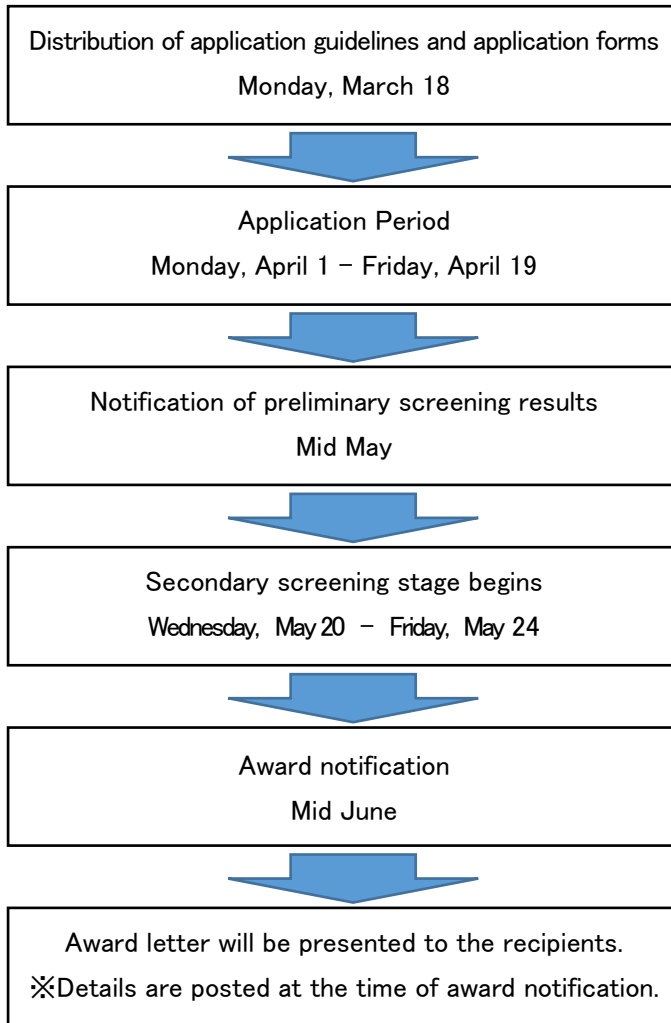 Distribution of application guidelines and application forms
Monday, March 18
Application Period
Monday, April 1 – Friday, April 19
Notification of preliminary screening results
Mid May
Secondary screening stage begins
Wednesday, May 20 – Friday, May 24
Award notification
Mid June
Award letter will be presented to the recipients.
※Details are posted at the time of award notification.